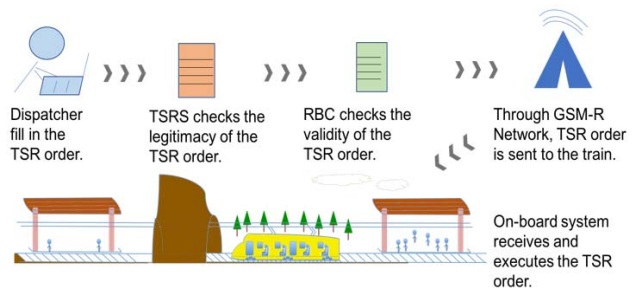 Dispatcher
fill in the
TSR order.
TSRS checks the
legitimacy of the
TSR order.
RBC checks the
validity of the
TSR order.
Through GSM-R
Network, TSR order
is sent to the train.
On-board system
receives and
executes the TSR
order.